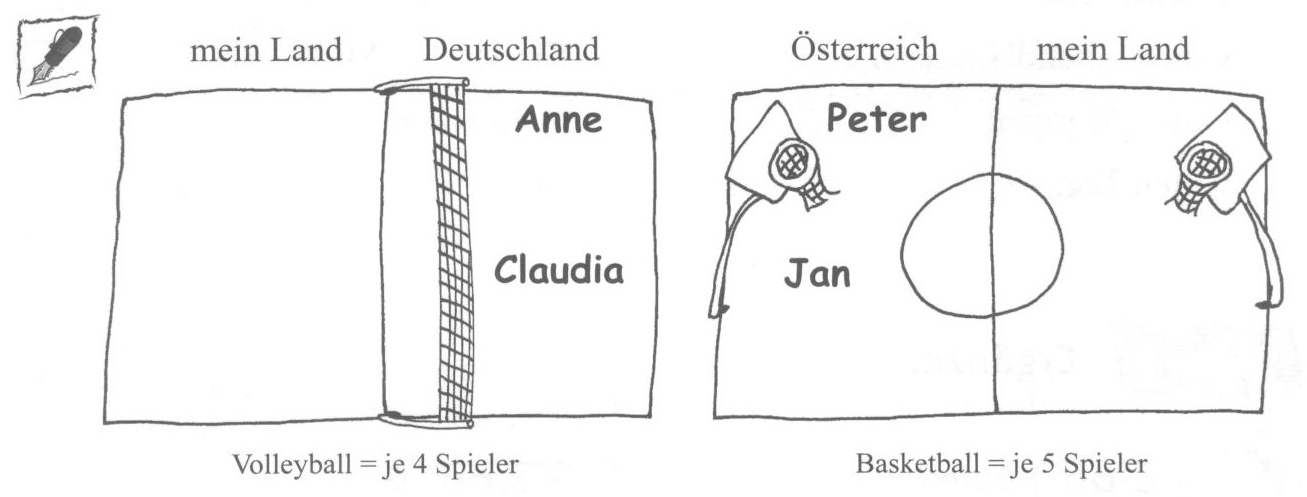 mein Land Deutschland
Österreich mein Land
Anne
Claudia
Peter
Jan
Volleyball = je 4 Spieler
Basketball = je 5 Spieler